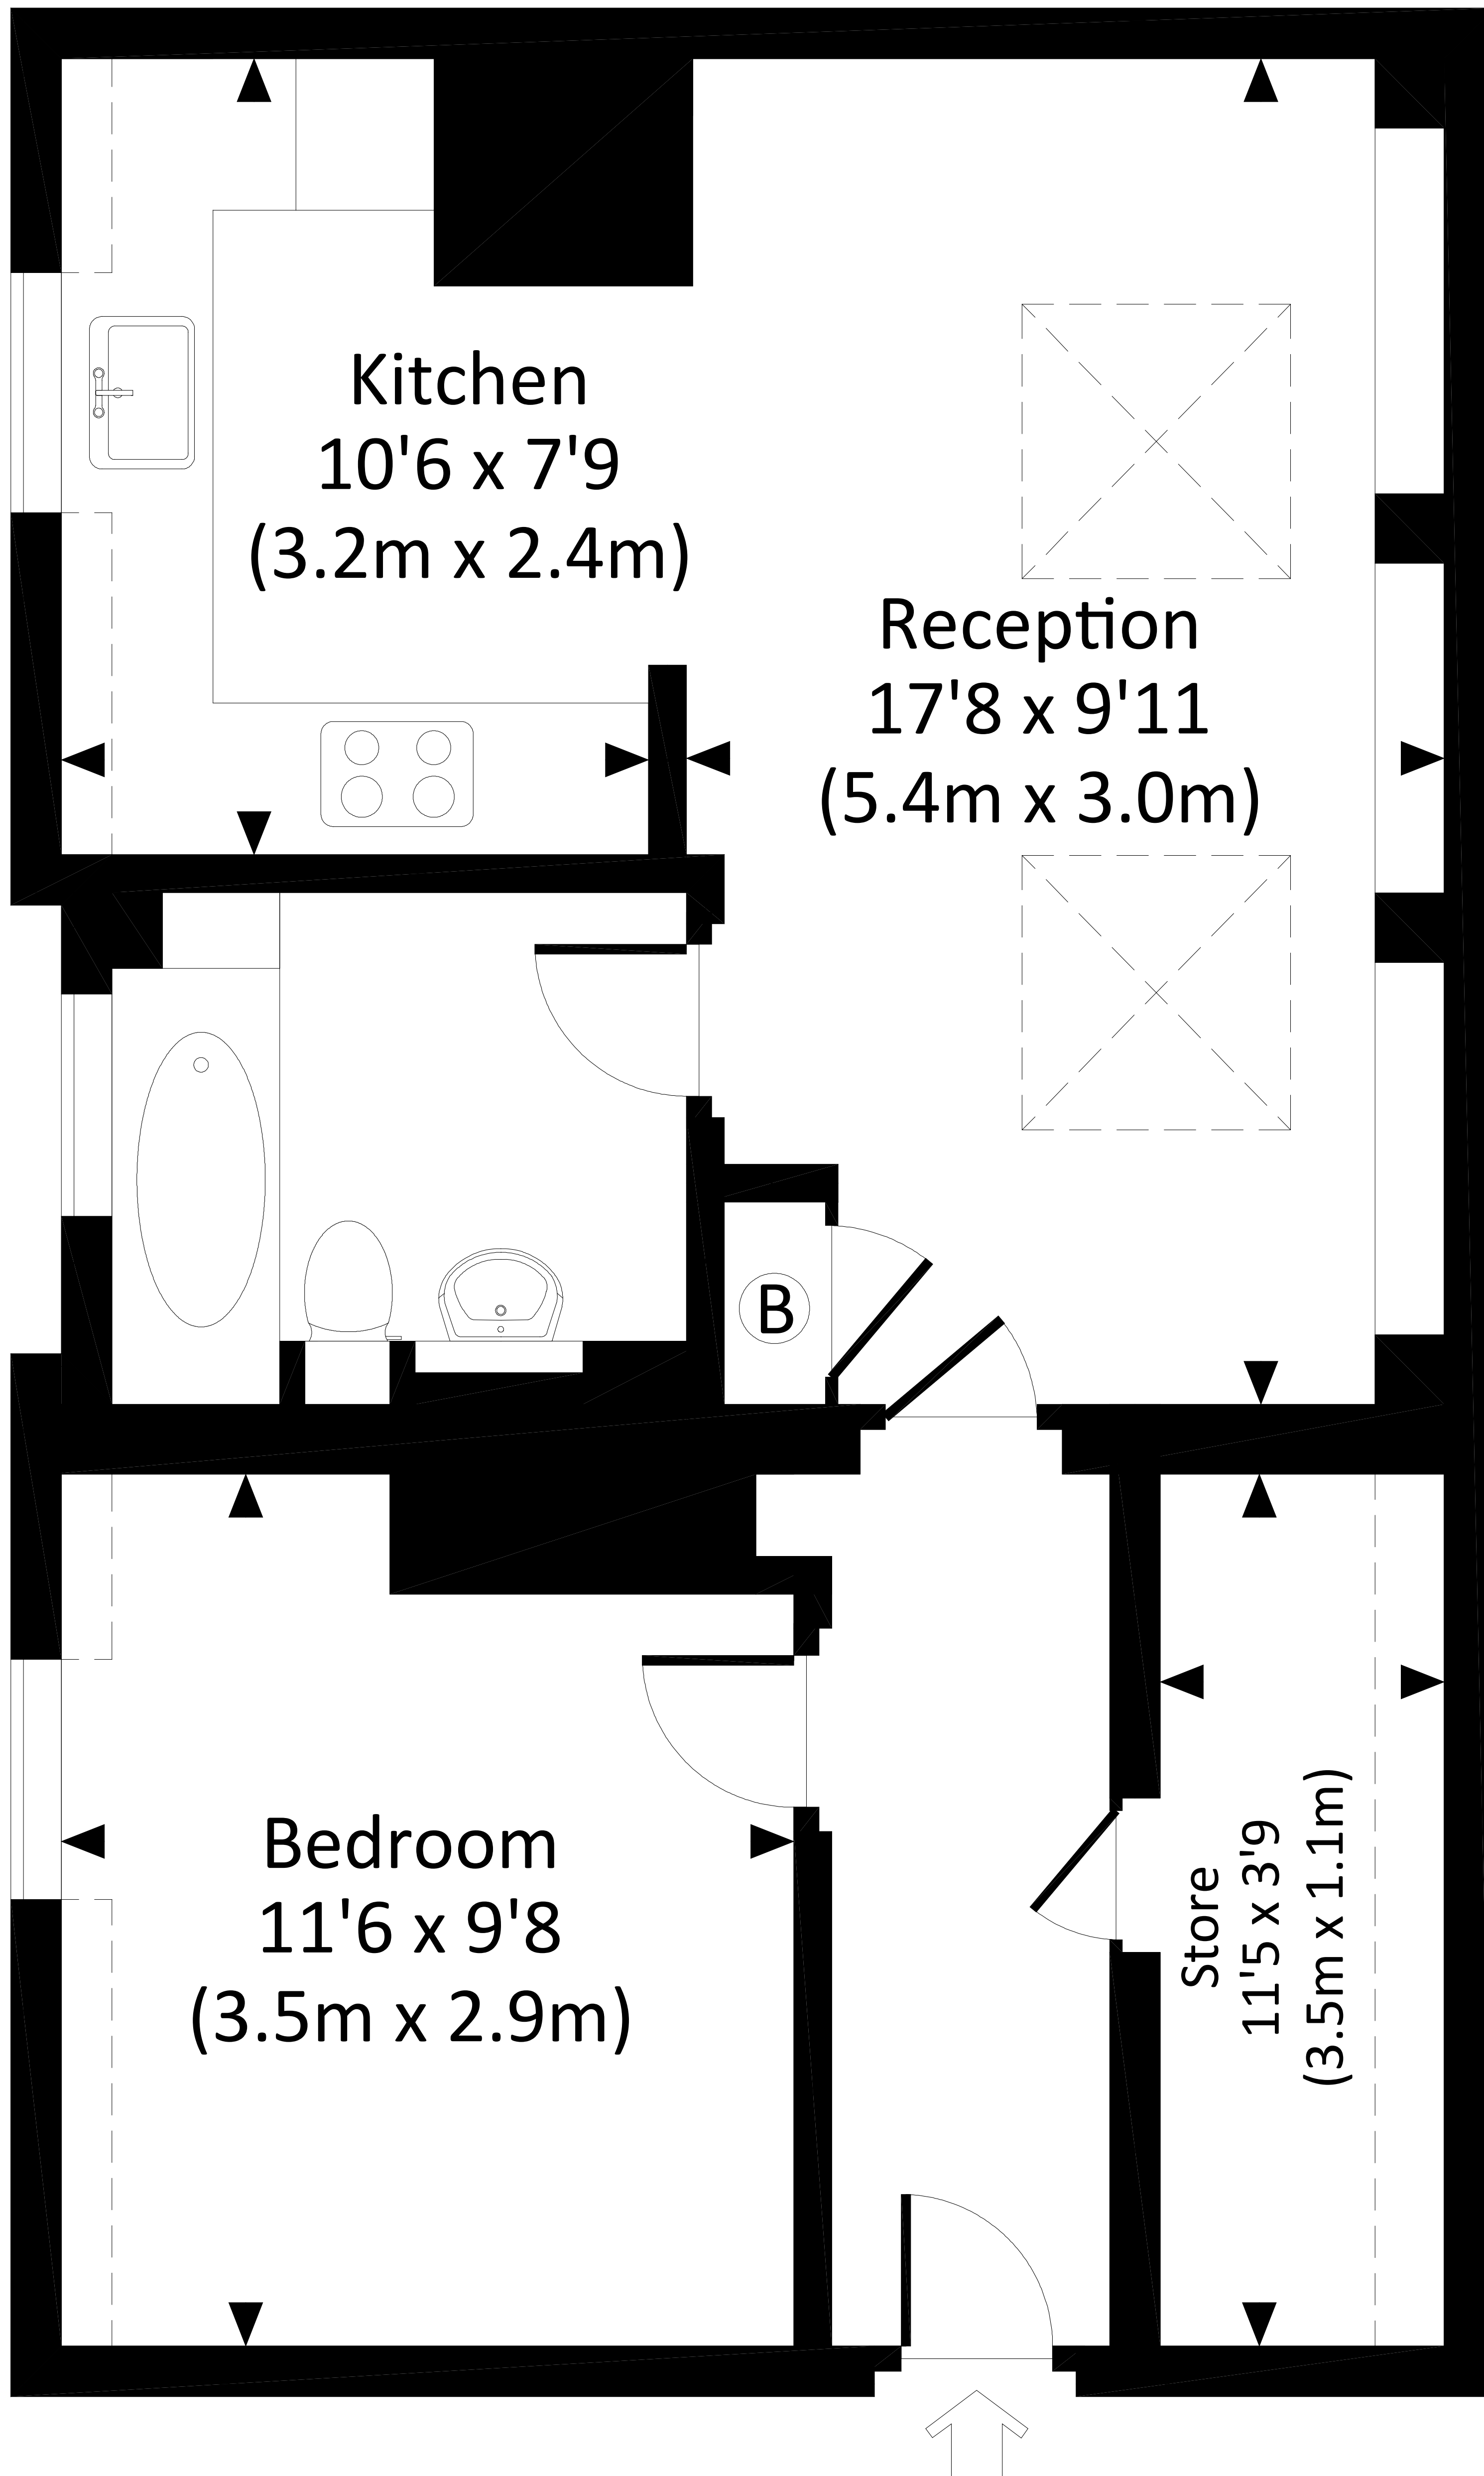 Kitchen
10'6 x 7'9
(3.2m x 2.4m)
Reception
17'8 x 9'11
(5.4m x 3.0m)
B
Bedroom
11'6 x 9'8
(3.5m x 2.9m)
Store
11'5 x 3'9
(3.5m x 1.1m)